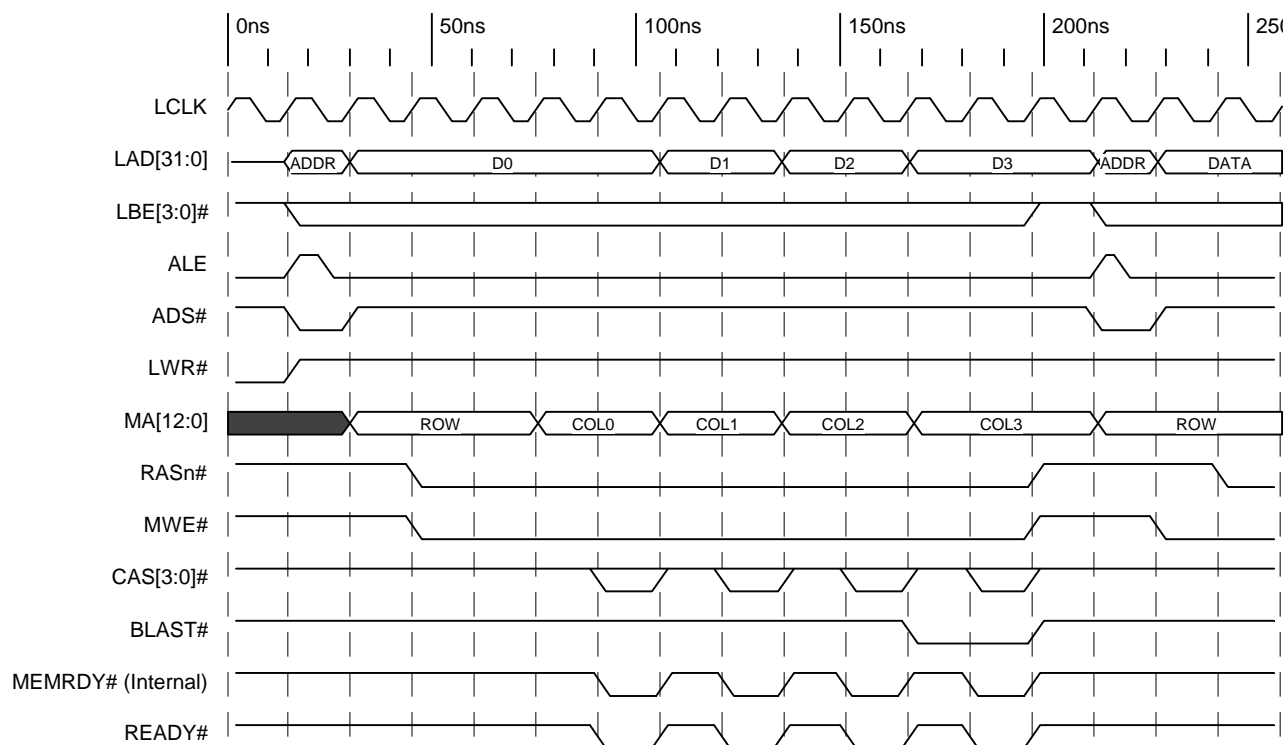 0ns 50ns 100ns 150ns 200ns 250
LCLK
LAD[31:0] ADDR D0 D1 D2 D3 ADDR DATA
LBE[3:0]#
ALE
ADS#
LWR#
MA[12:0] ROW COL0 COL1 COL2 COL3 ROW
RASn#
MWE#
CAS[3:0]#
BLAST#
MEMRDY# (Internal)
READY#